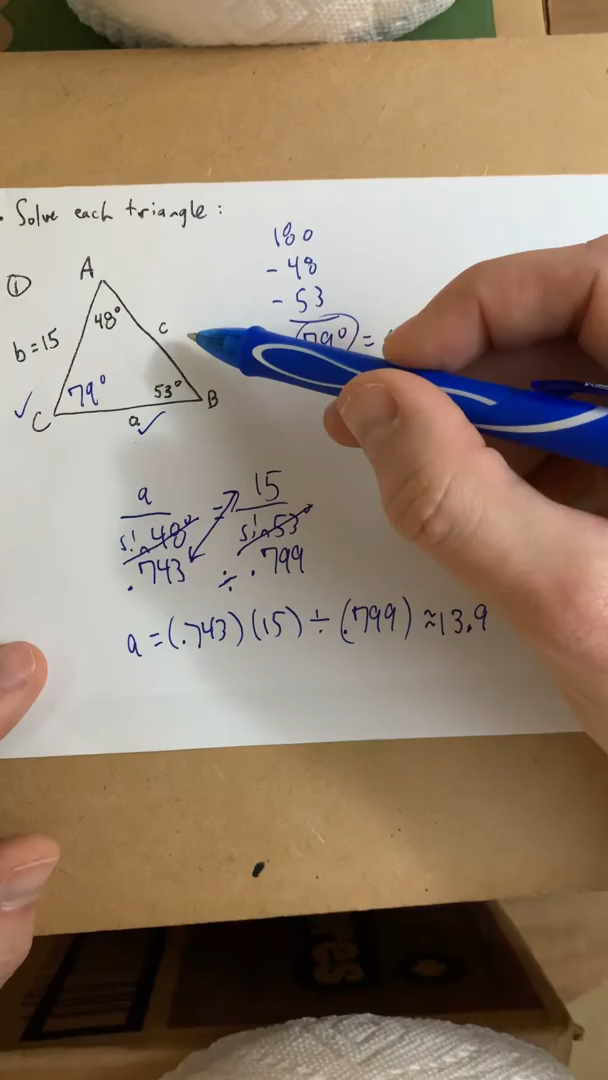 . Solve each triangle :
①
A
48°
b=15
c
79°
53°
C
a
B
180
- 48
- 53
79° =
a = 15
sin 48° sin 53°
.743 ÷ .799
a = (.743)(15) ÷ (.799) ≈ 13.9